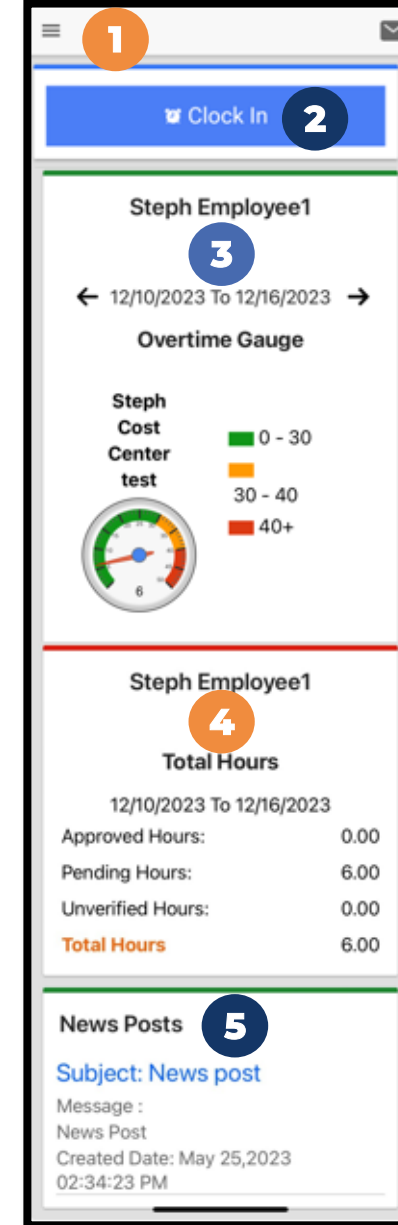 1
Clock In 2
Steph Employee1
3
12/10/2023 To 12/16/2023
Overtime Gauge
Steph
Cost
Center
test
0 - 30
30 - 40
40+
6
Steph Employee1
4
Total Hours
12/10/2023 To 12/16/2023
Approved Hours: 0.00
Pending Hours: 6.00
Unverified Hours: 0.00
Total Hours 6.00
News Posts 5
Subject: News post
Message :
News Post
Created Date: May 25,2023
02:34:23 PM